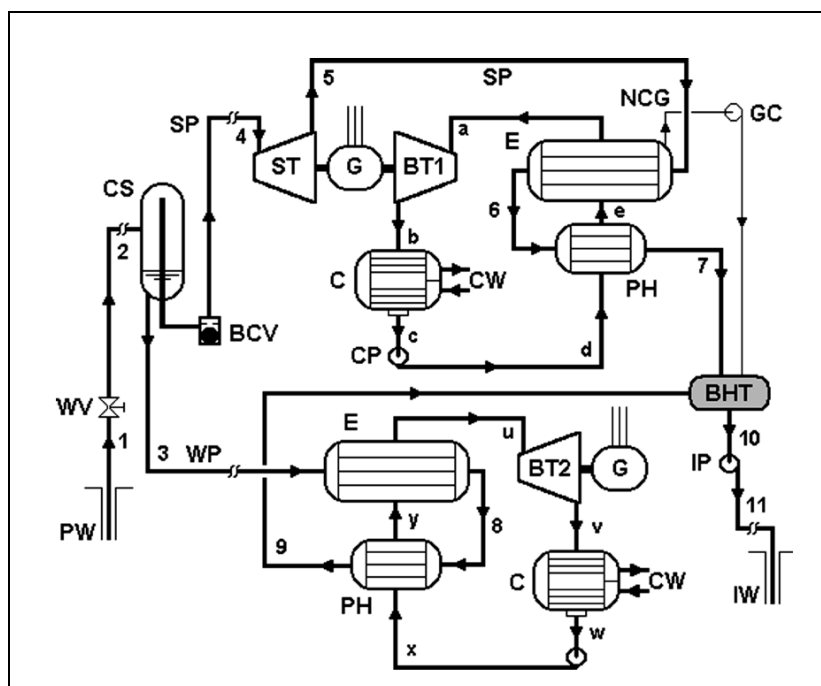 5
SP
NCG
GC
SP
4
a
E
ST
G
BT1
CS
6
e
2
b
7
C
CW
PH
BCV
c
d
CP
BHT
WV
E
u
10
1
3
WP
BT2
G
IP
11
y
8
v
PW
9
C
CW
IW
PH
w
x